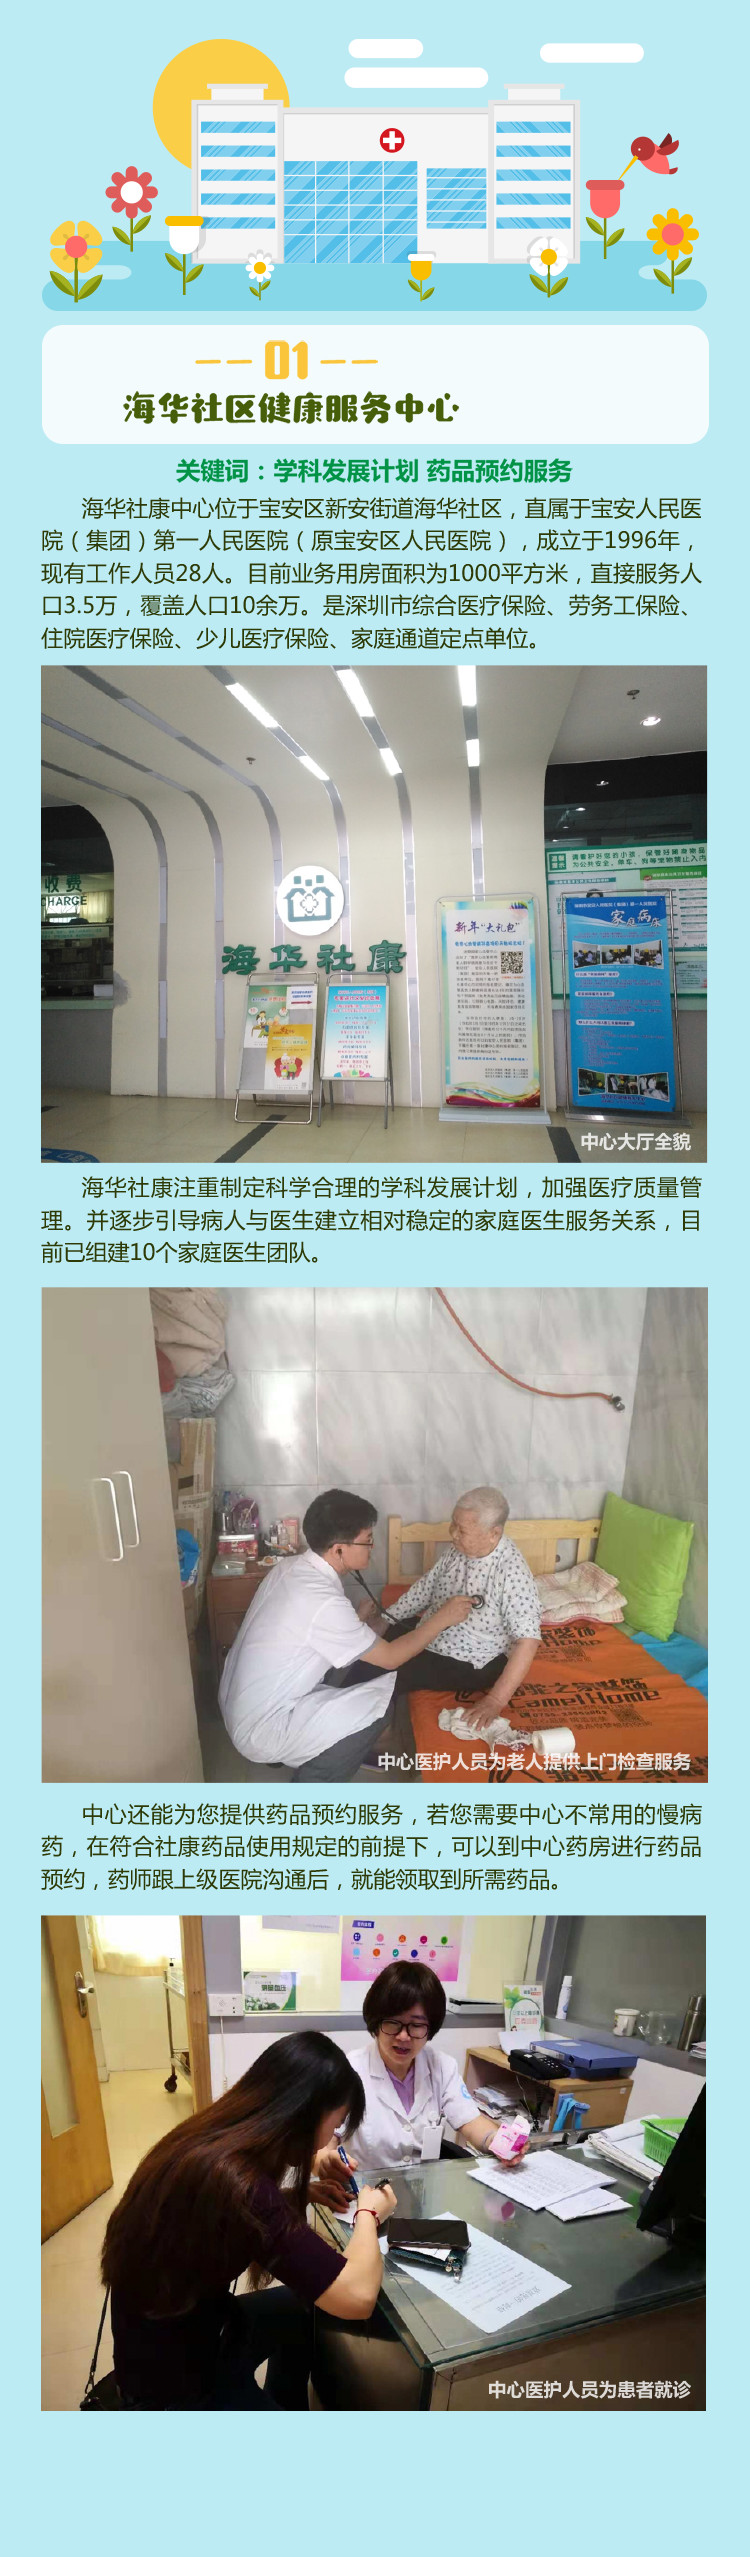 01
海华社区健康服务中心
关键词：学科发展计划 药品预约服务
海华社康中心位于宝安区新安街道海华社区，直属于宝安人民医
院（集团）第一人民医院（原宝安区人民医院），成立于1996年，
现有工作人员28人。目前业务用房面积为1000平方米，直接服务人
口3.5万，覆盖人口10余万。是深圳市综合医疗保险、劳务工保险、
住院医疗保险、少儿医疗保险、家庭通道定点单位。
收费
CHARGE
海华社康
新年“大礼包”
家庭病床
中心大厅全貌
海华社康注重制定科学合理的学科发展计划，加强医疗质量管
理。并逐步引导病人与医生建立相对稳定的家庭医生服务关系，目
前已组建10个家庭医生团队。
Camel Home
中心医护人员为老人提供上门检查服务
中心还能为您提供药品预约服务，若您需要中心不常用的慢病
药，在符合社康药品使用规定的前提下，可以到中心药房进行药品
预约，药师跟上级医院沟通后，就能领取到所需药品。
中心医护人员为患者就诊